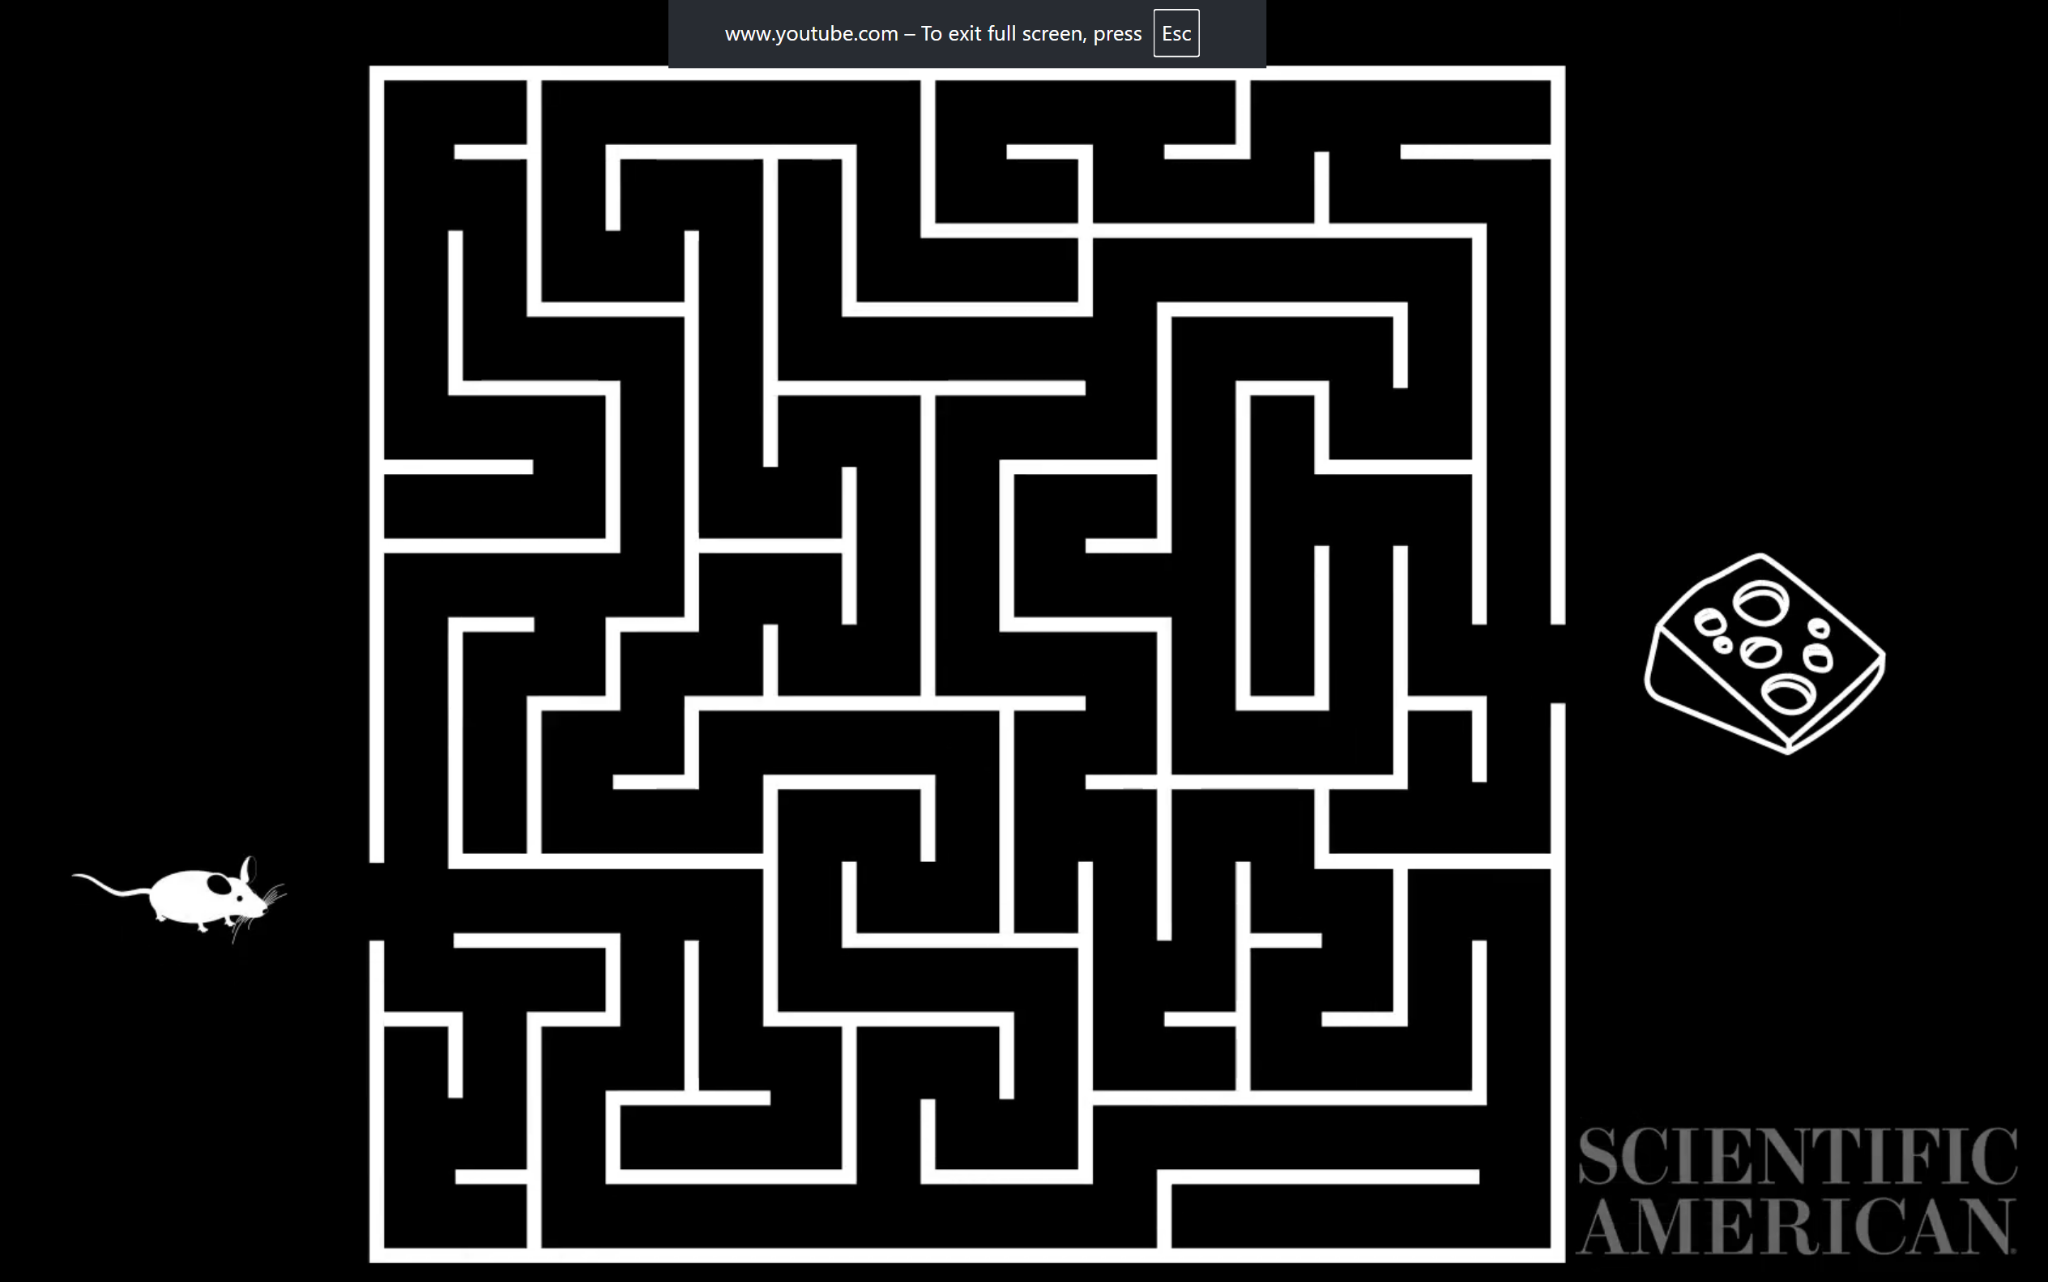 www.youtube.com – To exit full screen, press Esc
SCIENTIFIC
AMERICAN